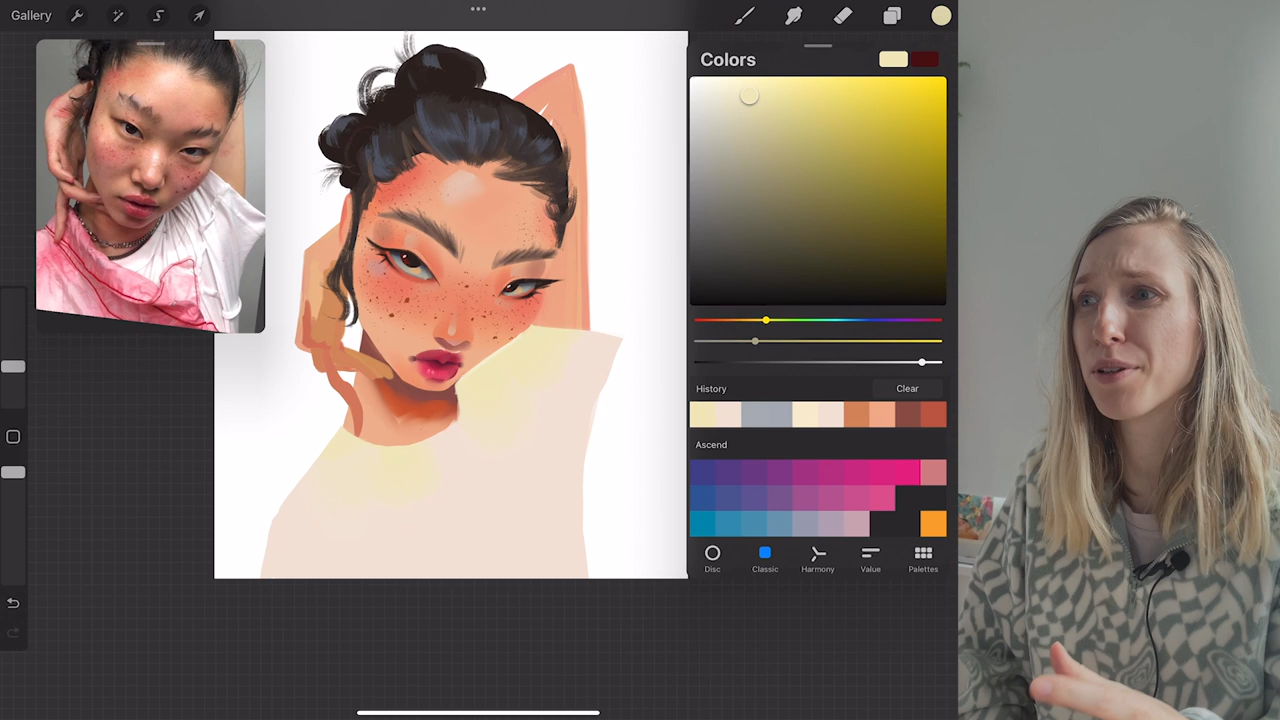 Gallery
Colors
History
Clear
Ascend
Disc
Classic
Harmony
Value
Palettes